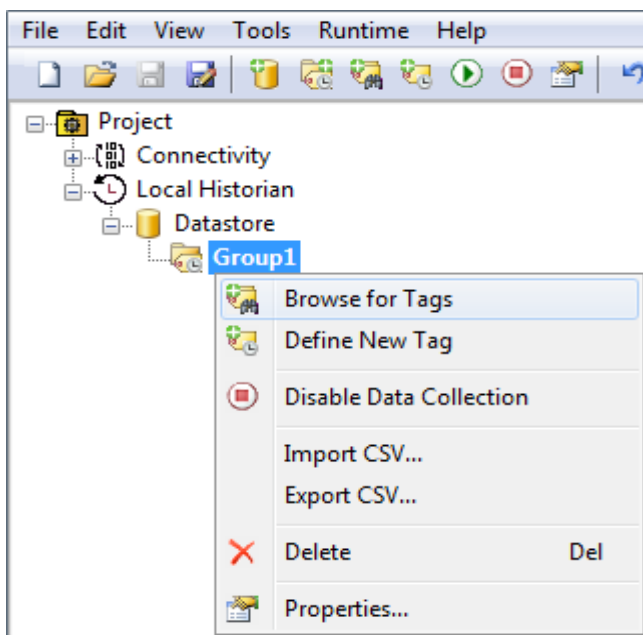 File Edit View Tools Runtime Help
Project
Connectivity
Local Historian
Datastore
Group1
Browse for Tags
Define New Tag
Disable Data Collection
Import CSV...
Export CSV...
Delete Del
Properties...